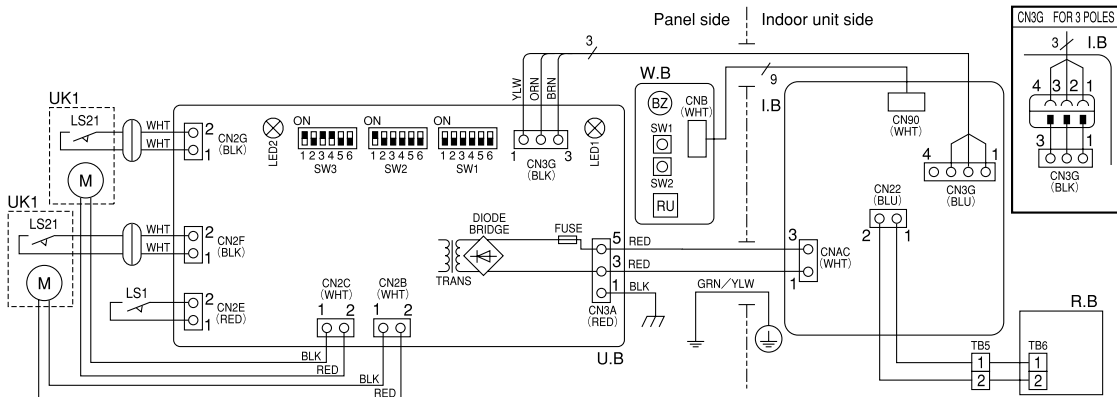 Panel side
Indoor unit side
CN3G FOR 3 POLES
3
I.B
4 3 2 1
3 1
CN3G
(BLK)
3
W.B
9
I.B
YLW
ORN
BRN
BZ
CNB
(WHT)
SW1
SW2
RU
CN90
(WHT)
4 1
CN3G
(BLU)
CN22
(BLU)
2 1
UK1
LS21
M
WHT
WHT
2
1
CN2G
(BLK)
LED2
ON
1 2 3 4 5 6
SW3
ON
1 2 3 4 5 6
SW2
ON
1 2 3 4 5 6
SW1
1 3
CN3G
(BLK)
LED1
UK1
LS21
M
WHT
WHT
2
1
CN2F
(BLK)
DIODE
BRIDGE
FUSE
TRANS
5
3
1
CN3A
(RED)
RED
RED
BLK
GRN/YLW
3
1
CNAC
(WHT)
LS1
2
1
CN2E
(RED)
CN2C
(WHT)
1 2
CN2B
(WHT)
1 2
BLK
RED
BLK
RED
U.B
R.B
TB5
1
2
TB6
1
2